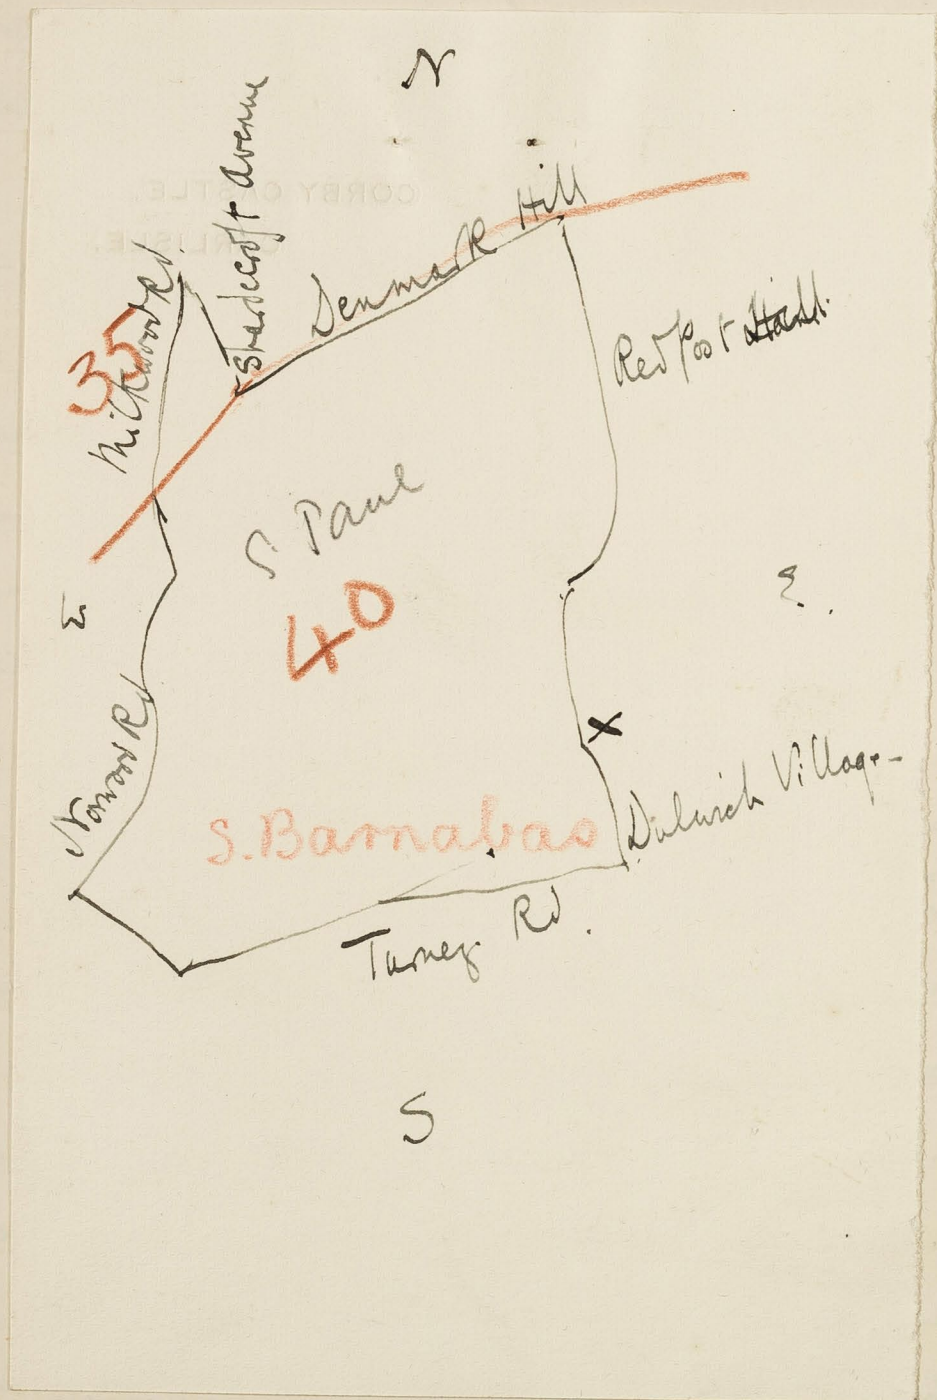 N
CORBY CASTLE,
CARLISLE.
Shardecroft Avenue
Denmark Hill
Milkwood Rd.
35
Red Post Hill.
S Paul
40
E
E.
X
Norwood Rd
S. Barnabas
Dulwich Village
Turney Rd.
S